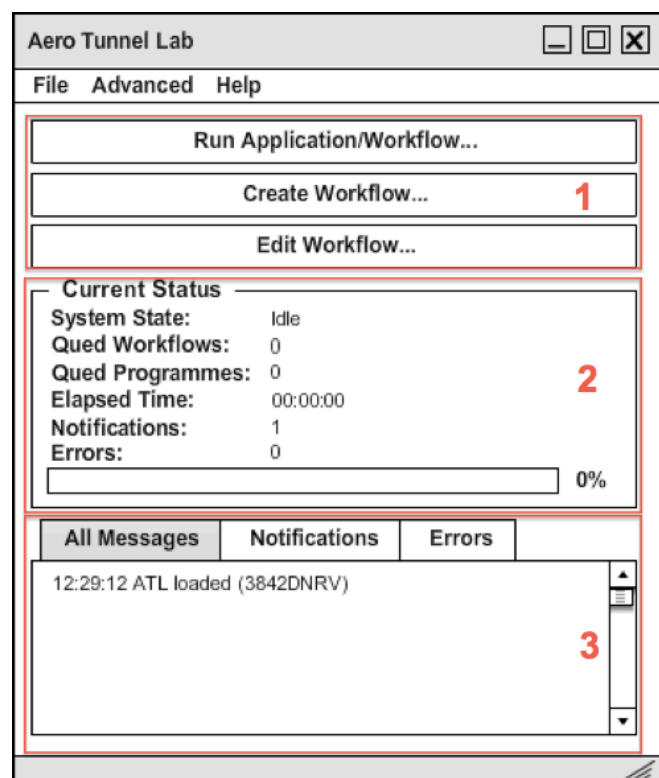 Aero Tunnel Lab
File Advanced Help
Run Application/Workflow...
Create Workflow... 1
Edit Workflow...
Current Status
System State: Idle
Qued Workflows: 0
Qued Programmes: 0 2
Elapsed Time: 00:00:00
Notifications: 1
Errors: 0
0%
All Messages Notifications Errors
12:29:12 ATL loaded (3842DNRV)
3